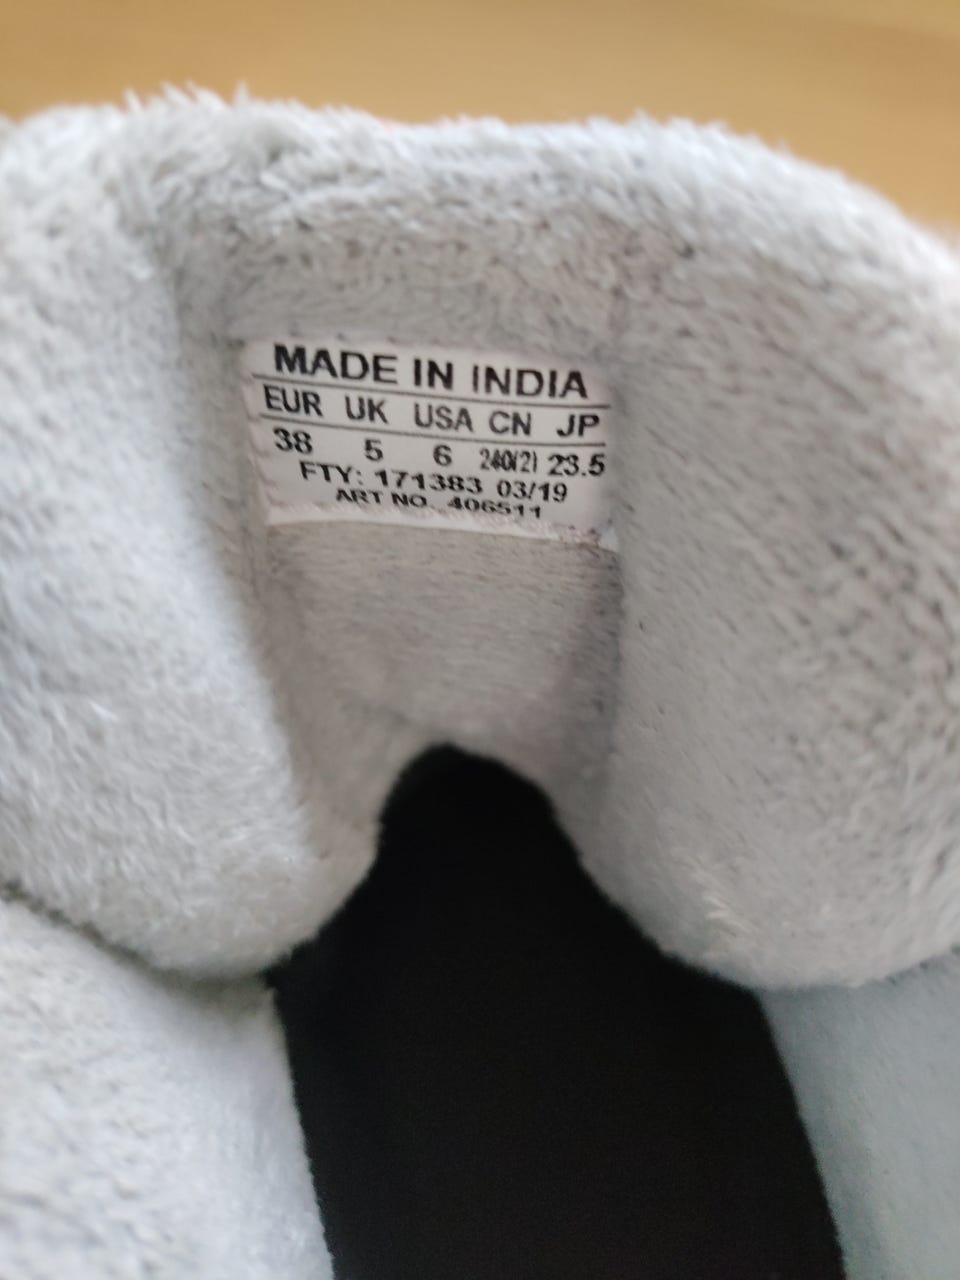 MADE IN INDIA
EUR UK USA CN JP
38 5 6 240(2) 23.5
FTY: 171383 03/19
ART NO. 406511